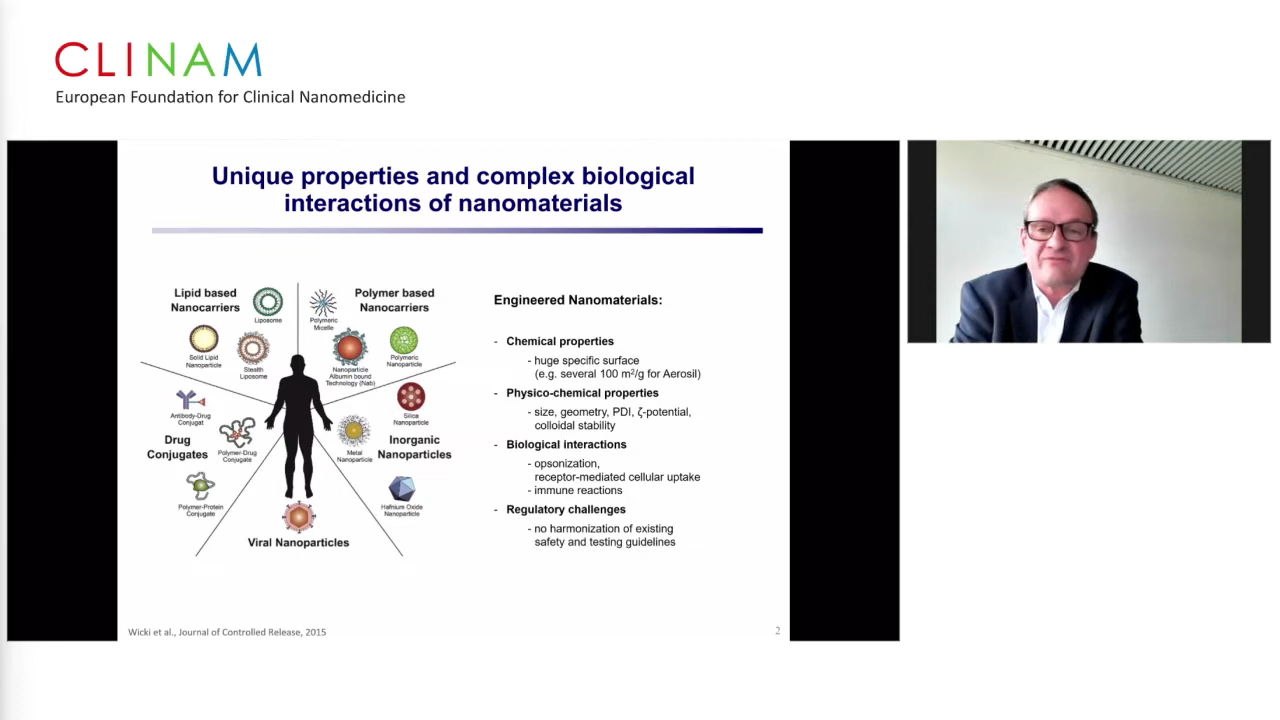 CLINAM
European Foundation for Clinical Nanomedicine
Unique properties and complex biological
interactions of nanomaterials
Lipid based
Nanocarriers
Liposome
Solid Lipid
Nanoparticle
Stealth
Liposome
Polymeric
Micelle
Polymer based
Nanocarriers
Nanoparticle
Albumin bound
Technology (Nab)
Polymeric
Nanoparticle
Antibody-Drug
Conjugat
Drug
Conjugates
Polymer-Drug
Conjugate
Polymer-Protein
Conjugate
Silica
Nanoparticle
Metal
Nanoparticle
Inorganic
Nanoparticles
Hafnium Oxide
Nanoparticle
Viral Nanoparticles
Engineered Nanomaterials:
- Chemical properties
- huge specific surface
(e.g. several 100 m²/g for Aerosil)
- Physico-chemical properties
- size, geometry, PDI, ζ-potential,
colloidal stability
- Biological interactions
- opsonization,
receptor-mediated cellular uptake
- immune reactions
- Regulatory challenges
- no harmonization of existing
safety and testing guidelines
Wicki et al., Journal of Controlled Release, 2015
2